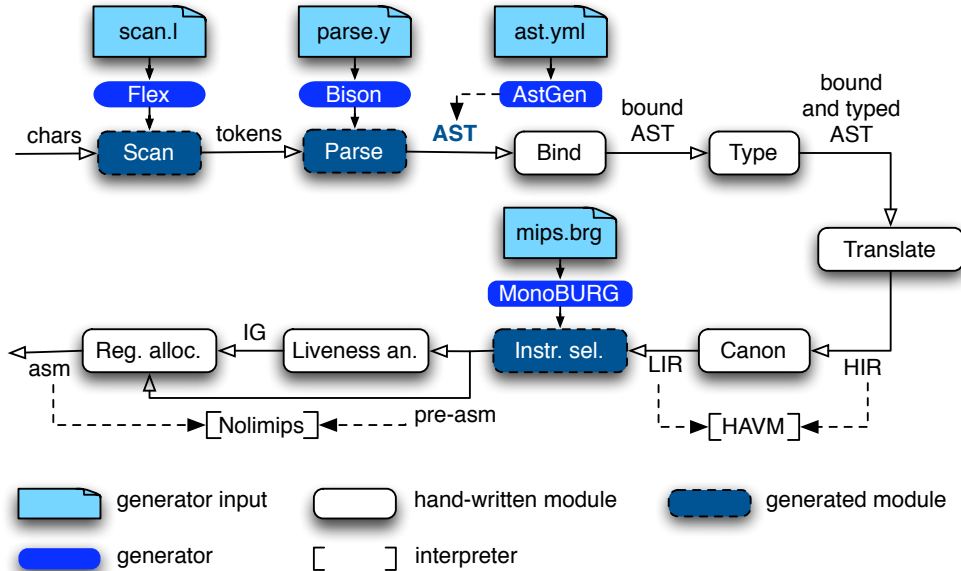 scan.l
parse.y
ast.yml
Flex
Bison
AstGen
chars
Scan
tokens
Parse
AST
Bind
bound
AST
Type
bound
and typed
AST
Translate
mips.brg
MonoBURG
asm
Reg. alloc.
IG
Liveness an.
pre-asm
Instr. sel.
LIR
Canon
HIR
[Nolimips]
[HAVM]
generator input
hand-written module
generated module
generator
[ ] interpreter